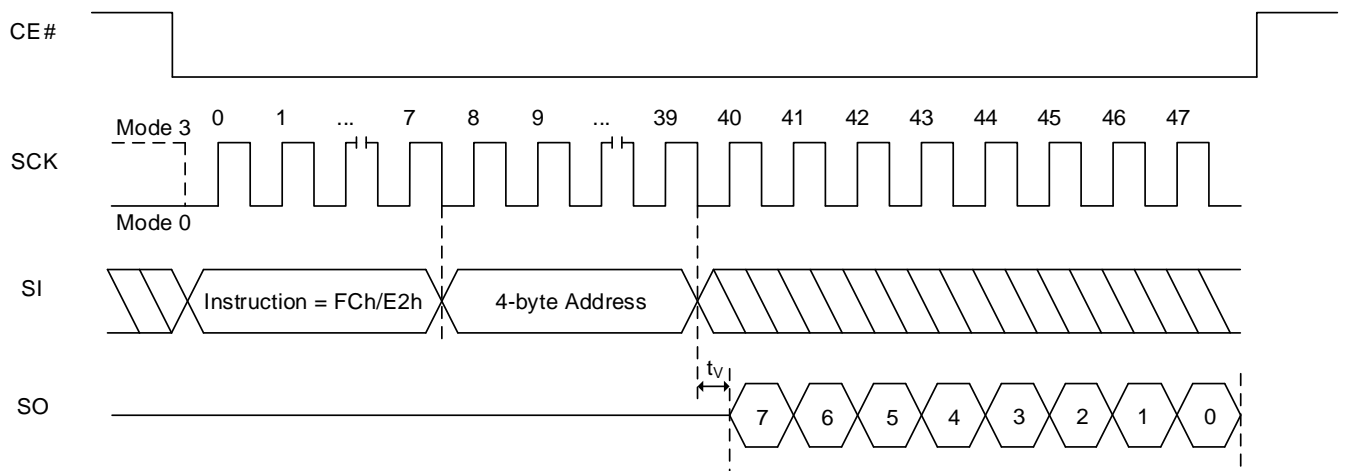 CE#
Mode 3 0 1 ... 7 8 9 ... 39 40 41 42 43 44 45 46 47
SCK
Mode 0
SI Instruction = FCh/E2h 4-byte Address
tV
SO 7 6 5 4 3 2 1 0